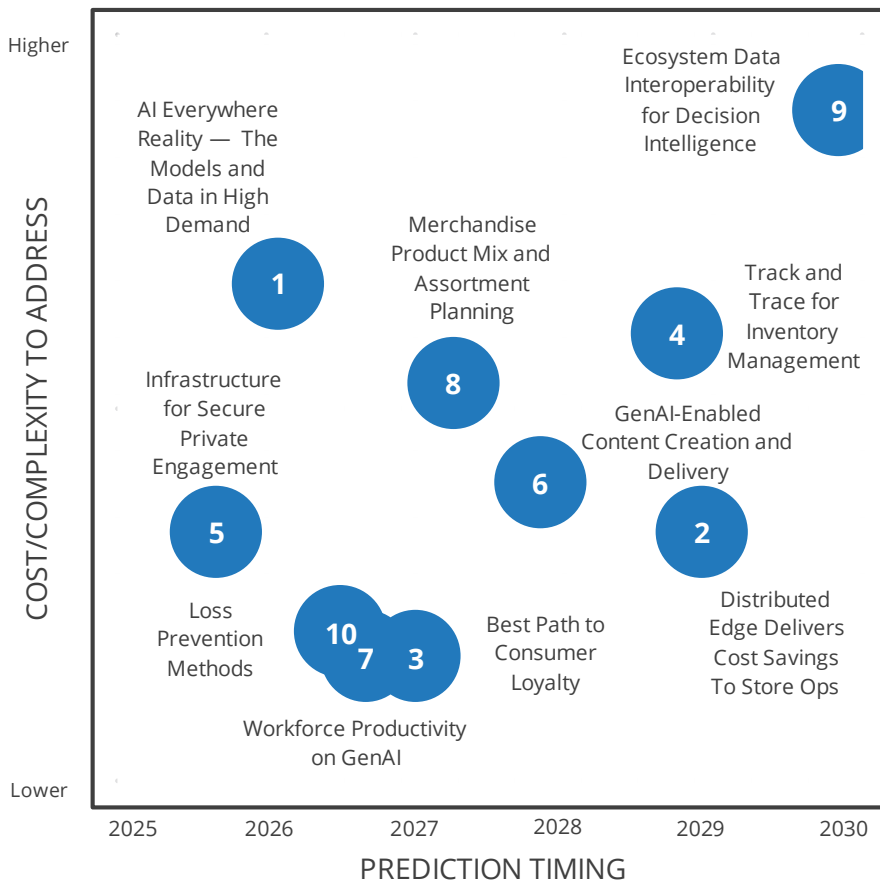 Higher
Ecosystem Data
Interoperability
for Decision
Intelligence
9
AI Everywhere
Reality — The
Models and
Data in High
Demand
1
Merchandise
Product Mix and
Assortment
Planning
8
Track and
Trace for
Inventory
Management
4
Infrastructure
for Secure
Private
Engagement
5
GenAI-Enabled
Content Creation and
Delivery
6
2
Loss
Prevention
Methods
10
7
3
Best Path to
Consumer
Loyalty
Distributed
Edge Delivers
Cost Savings
To Store Ops
Workforce Productivity
on GenAI
COST/COMPLEXITY TO ADDRESS
Lower
2025 2026 2027 2028 2029 2030
PREDICTION TIMING